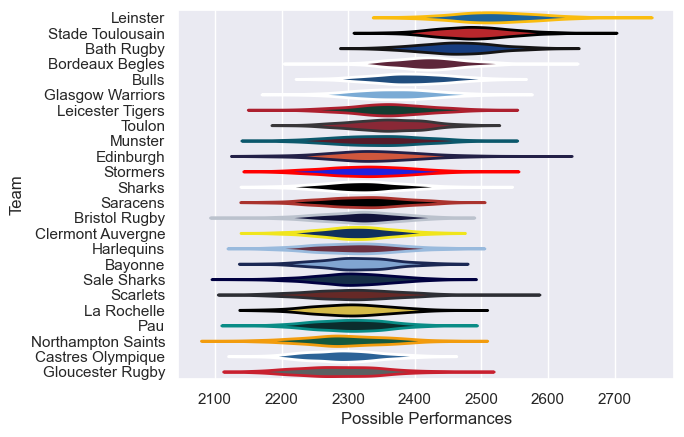 Leinster
Stade Toulousain
Bath Rugby
Bordeaux Begles
Bulls
Glasgow Warriors
Leicester Tigers
Toulon
Munster
Edinburgh
Stormers
Sharks
Saracens
Bristol Rugby
Clermont Auvergne
Harlequins
Bayonne
Sale Sharks
Scarlets
La Rochelle
Pau
Northampton Saints
Castres Olympique
Gloucester Rugby
Team
2100 2200 2300 2400 2500 2600 2700
Possible Performances